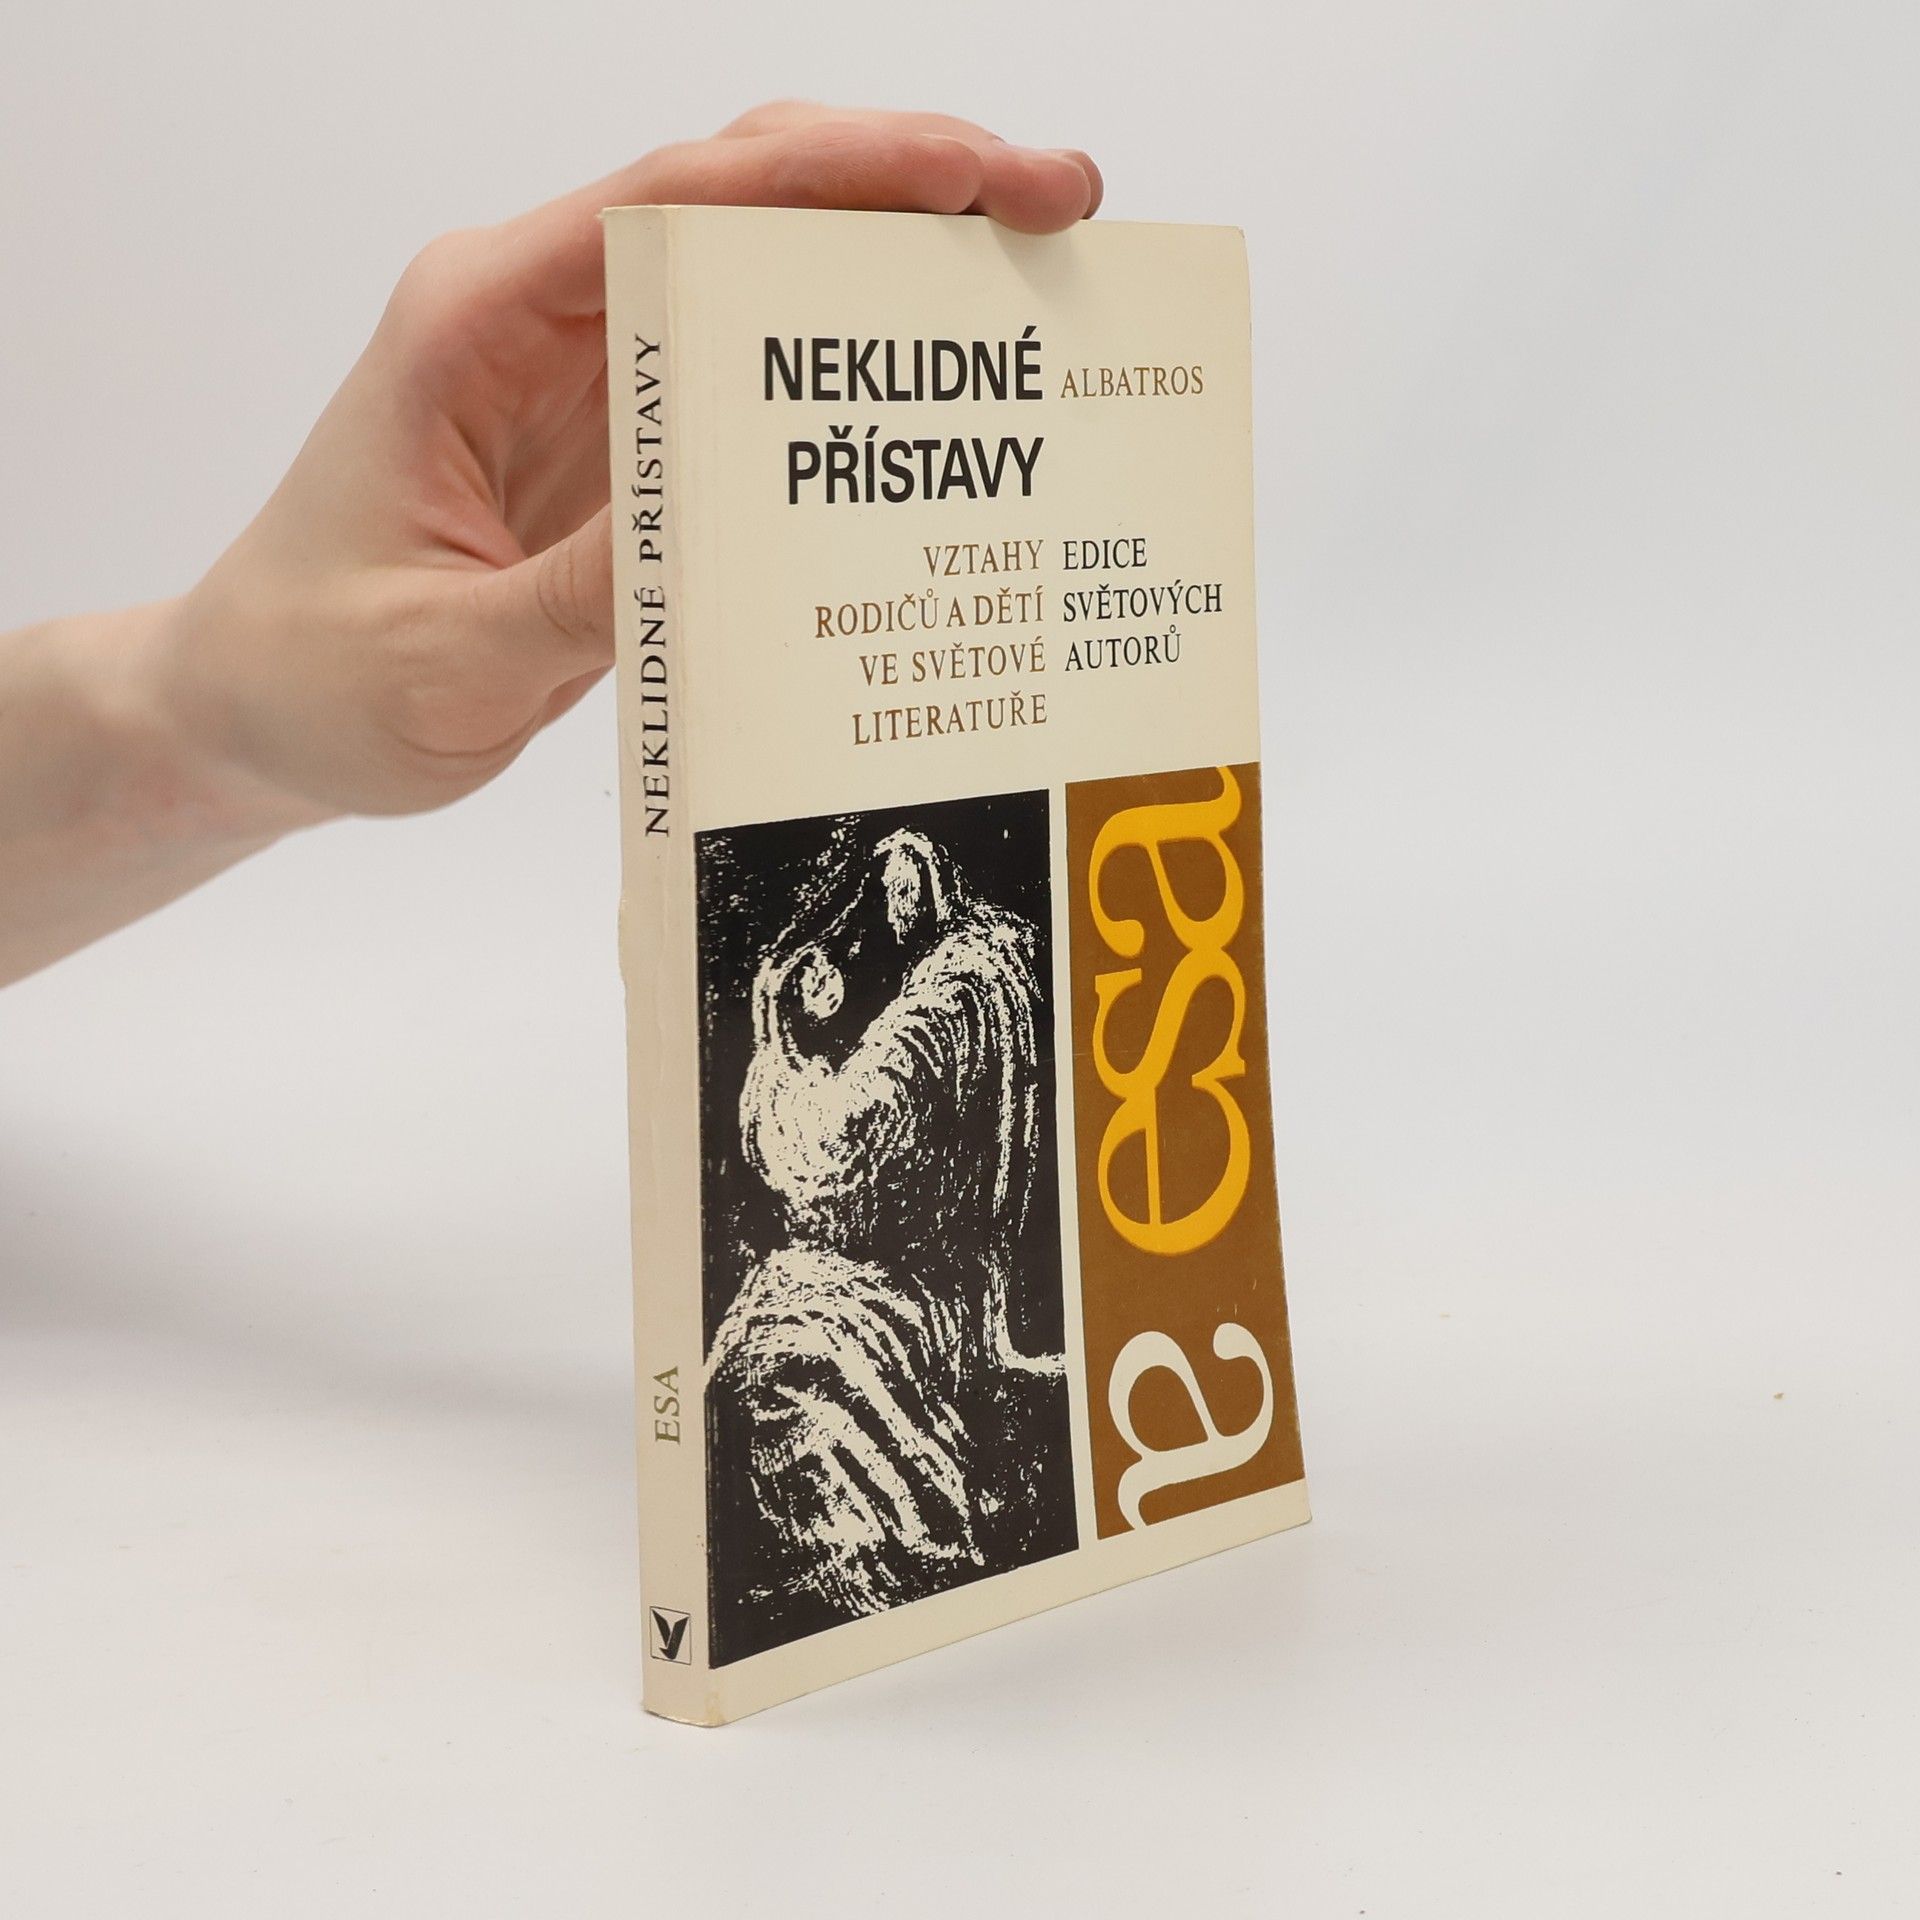 NEKLIDNÉ PŘÍSTAVY
ESA
NEKLIDNÉ
PŘÍSTAVY
ALBATROS
VZTAHY
RODIČŮ A DĚTÍ
VE SVĚTOVÉ
LITERATUŘE
EDICE
SVĚTOVÝCH
AUTORŮ
esa